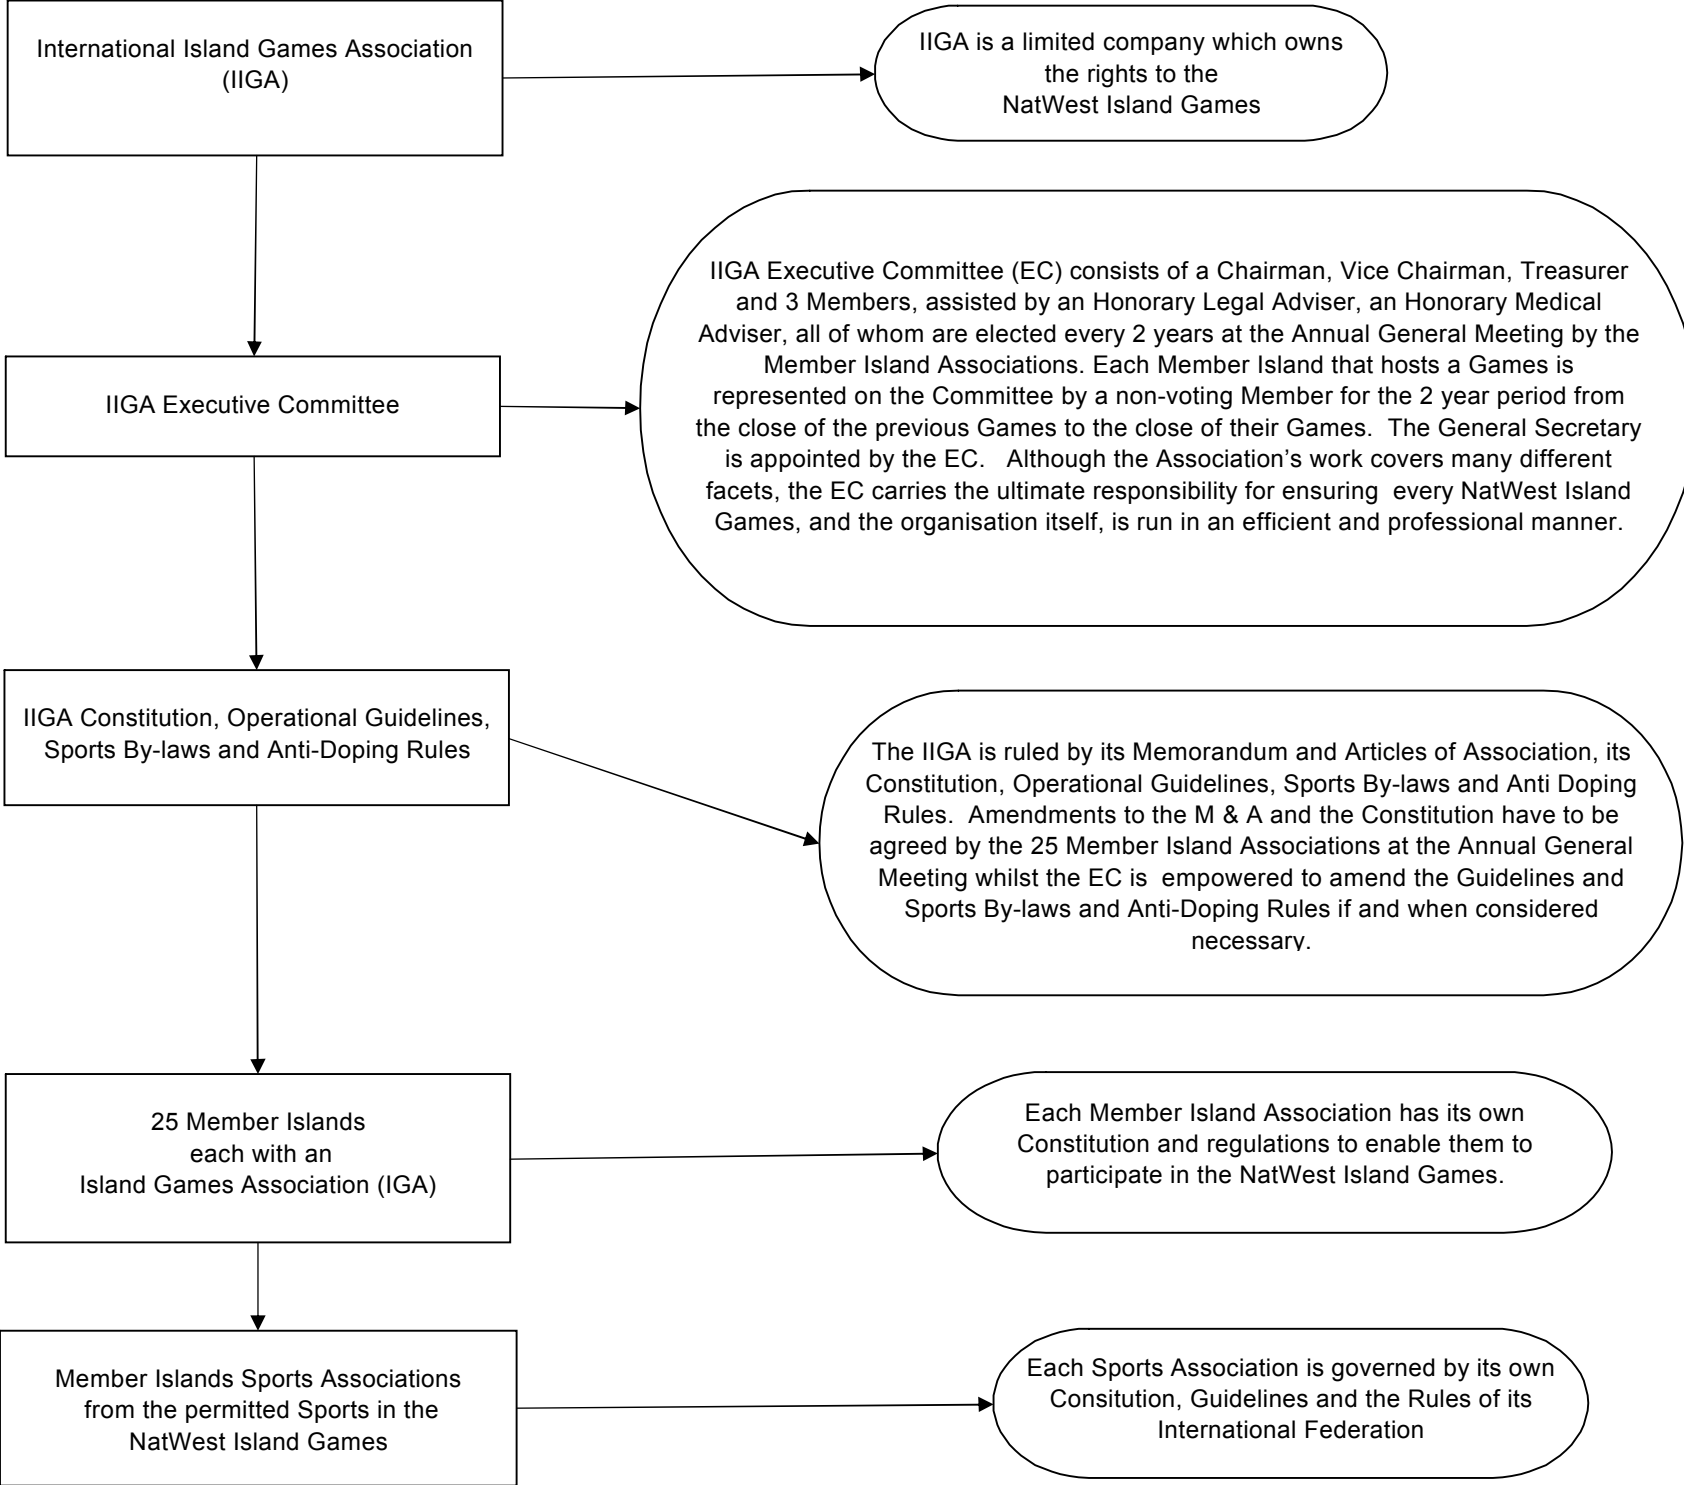 International Island Games Association
(IIGA)
IIGA is a limited company which owns
the rights to the
NatWest Island Games
IIGA Executive Committee
IIGA Executive Committee (EC) consists of a Chairman, Vice Chairman, Treasurer
and 3 Members, assisted by an Honorary Legal Adviser, an Honorary Medical
Adviser, all of whom are elected every 2 years at the Annual General Meeting by the
Member Island Associations. Each Member Island that hosts a Games is
represented on the Committee by a non-voting Member for the 2 year period from
the close of the previous Games to the close of their Games.  The General Secretary
is appointed by the EC.   Although the Association’s work covers many different
facets, the EC carries the ultimate responsibility for ensuring  every NatWest Island
Games, and the organisation itself, is run in an efficient and professional manner.
IIGA Constitution, Operational Guidelines,
Sports By-laws and Anti-Doping Rules
The IIGA is ruled by its Memorandum and Articles of Association, its
Constitution, Operational Guidelines, Sports By-laws and Anti Doping
Rules.  Amendments to the M & A and the Constitution have to be
agreed by the 25 Member Island Associations at the Annual General
Meeting whilst the EC is  empowered to amend the Guidelines and
Sports By-laws and Anti-Doping Rules if and when considered
necessary.
25 Member Islands
each with an
Island Games Association (IGA)
Each Member Island Association has its own
Constitution and regulations to enable them to
participate in the NatWest Island Games.
Member Islands Sports Associations
from the permitted Sports in the
NatWest Island Games
Each Sports Association is governed by its own
Consitution, Guidelines and the Rules of its
International Federation